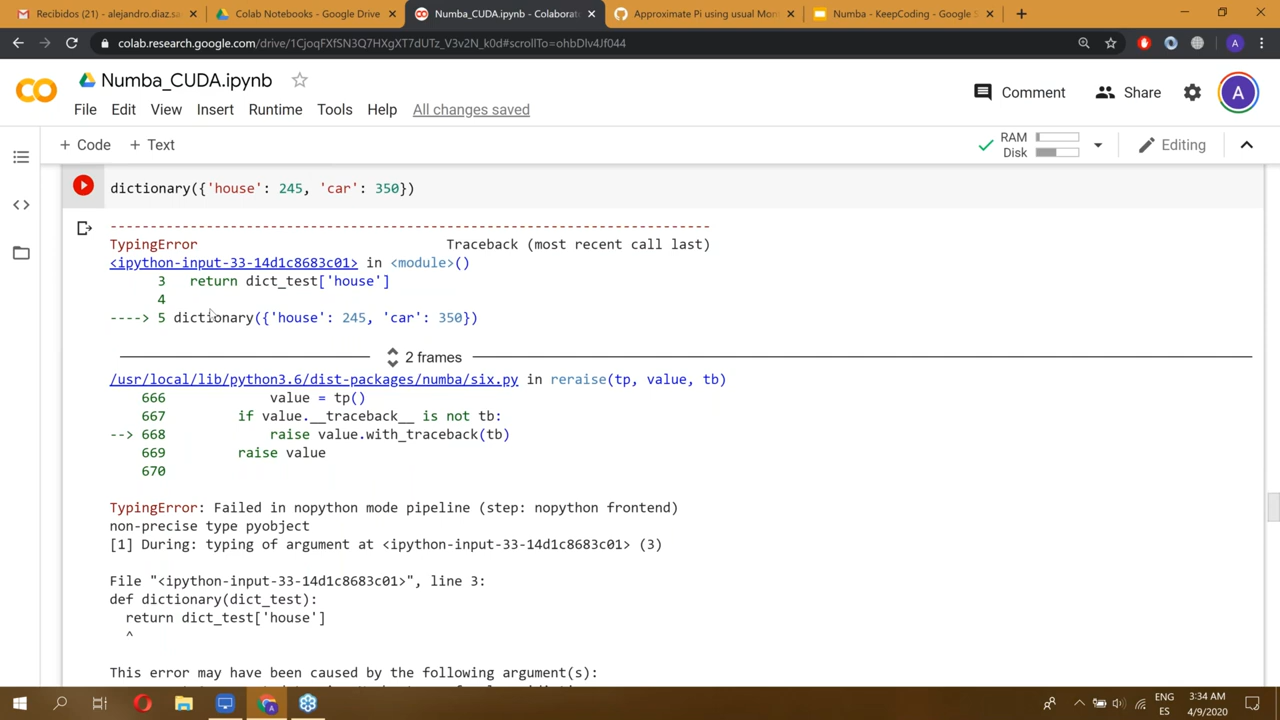 Recibidos (21) - alejandro.diaz.sa
Colab Notebooks - Google Drive
Numba_CUDA.ipynb - Colaborat
Approximate Pi using usual Mon
Numba - KeepCoding - Google S
colab.research.google.com/drive/1CjoqFXfSN3Q7HXgXT7dUTz_V3v2N_k0d#scrollTo=ohbDlv4Jf044
A
CO
Numba_CUDA.ipynb
Comment
Share
A
File Edit View Insert Runtime Tools Help All changes saved
+ Code + Text
RAM
Disk
Editing
dictionary({'house': 245, 'car': 350})
---------------------------------------------------------------------------
TypingError Traceback (most recent call last)
<ipython-input-33-14d1c8683c01> in <module>()
3 return dict_test['house']
4
----> 5 dictionary({'house': 245, 'car': 350})
2 frames
/usr/local/lib/python3.6/dist-packages/numba/six.py in reraise(tp, value, tb)
666 value = tp()
667 if value.__traceback__ is not tb:
--> 668 raise value.with_traceback(tb)
669 raise value
670
TypingError: Failed in nopython mode pipeline (step: nopython frontend)
non-precise type pyobject
[1] During: typing of argument at <ipython-input-33-14d1c8683c01> (3)
File "<ipython-input-33-14d1c8683c01>", line 3:
def dictionary(dict_test):
return dict_test['house']
^
This error may have been caused by the following argument(s):
ENG
ES
3:34 AM
4/9/2020